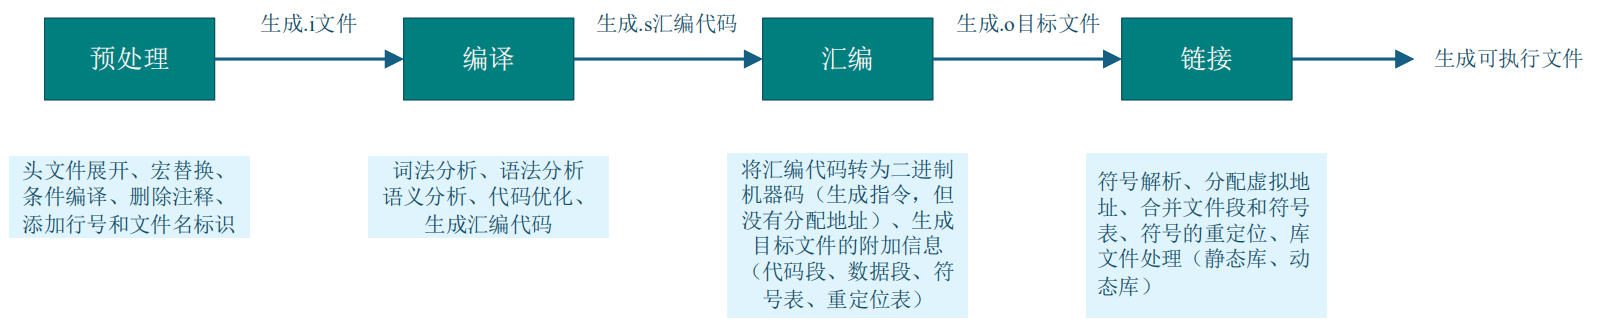 生成.i文件
生成.s汇编代码
生成.o目标文件
预处理
编译
汇编
链接
生成可执行文件
头文件展开、宏替换、
条件编译、删除注释、
添加行号和文件名标识
词法分析、语法分析
语义分析、代码优化、
生成汇编代码
将汇编代码转为二进制
机器码（生成指令，但
没有分配地址）、生成
目标文件的附加信息
（代码段、数据段、符
号表、重定位表）
符号解析、分配虚拟地
址、合并文件段和符号
表、符号的重定位、库
文件处理（静态库、动
态库）